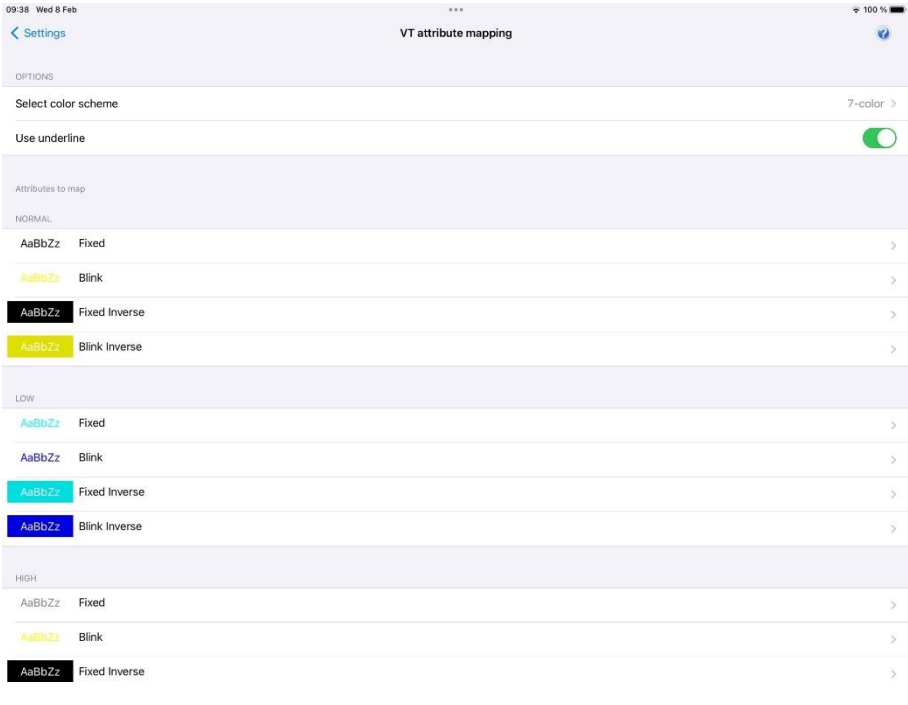 09:38 Wed 8 Feb 100 %
Settings VT attribute mapping ?
OPTIONS
Select color scheme 7-color
Use underline
Attributes to map
NORMAL
AaBbZz Fixed
AaBbZz Blink
AaBbZz Fixed Inverse
AaBbZz Blink Inverse
LOW
AaBbZz Fixed
AaBbZz Blink
AaBbZz Fixed Inverse
AaBbZz Blink Inverse
HIGH
AaBbZz Fixed
AaBbZz Blink
AaBbZz Fixed Inverse